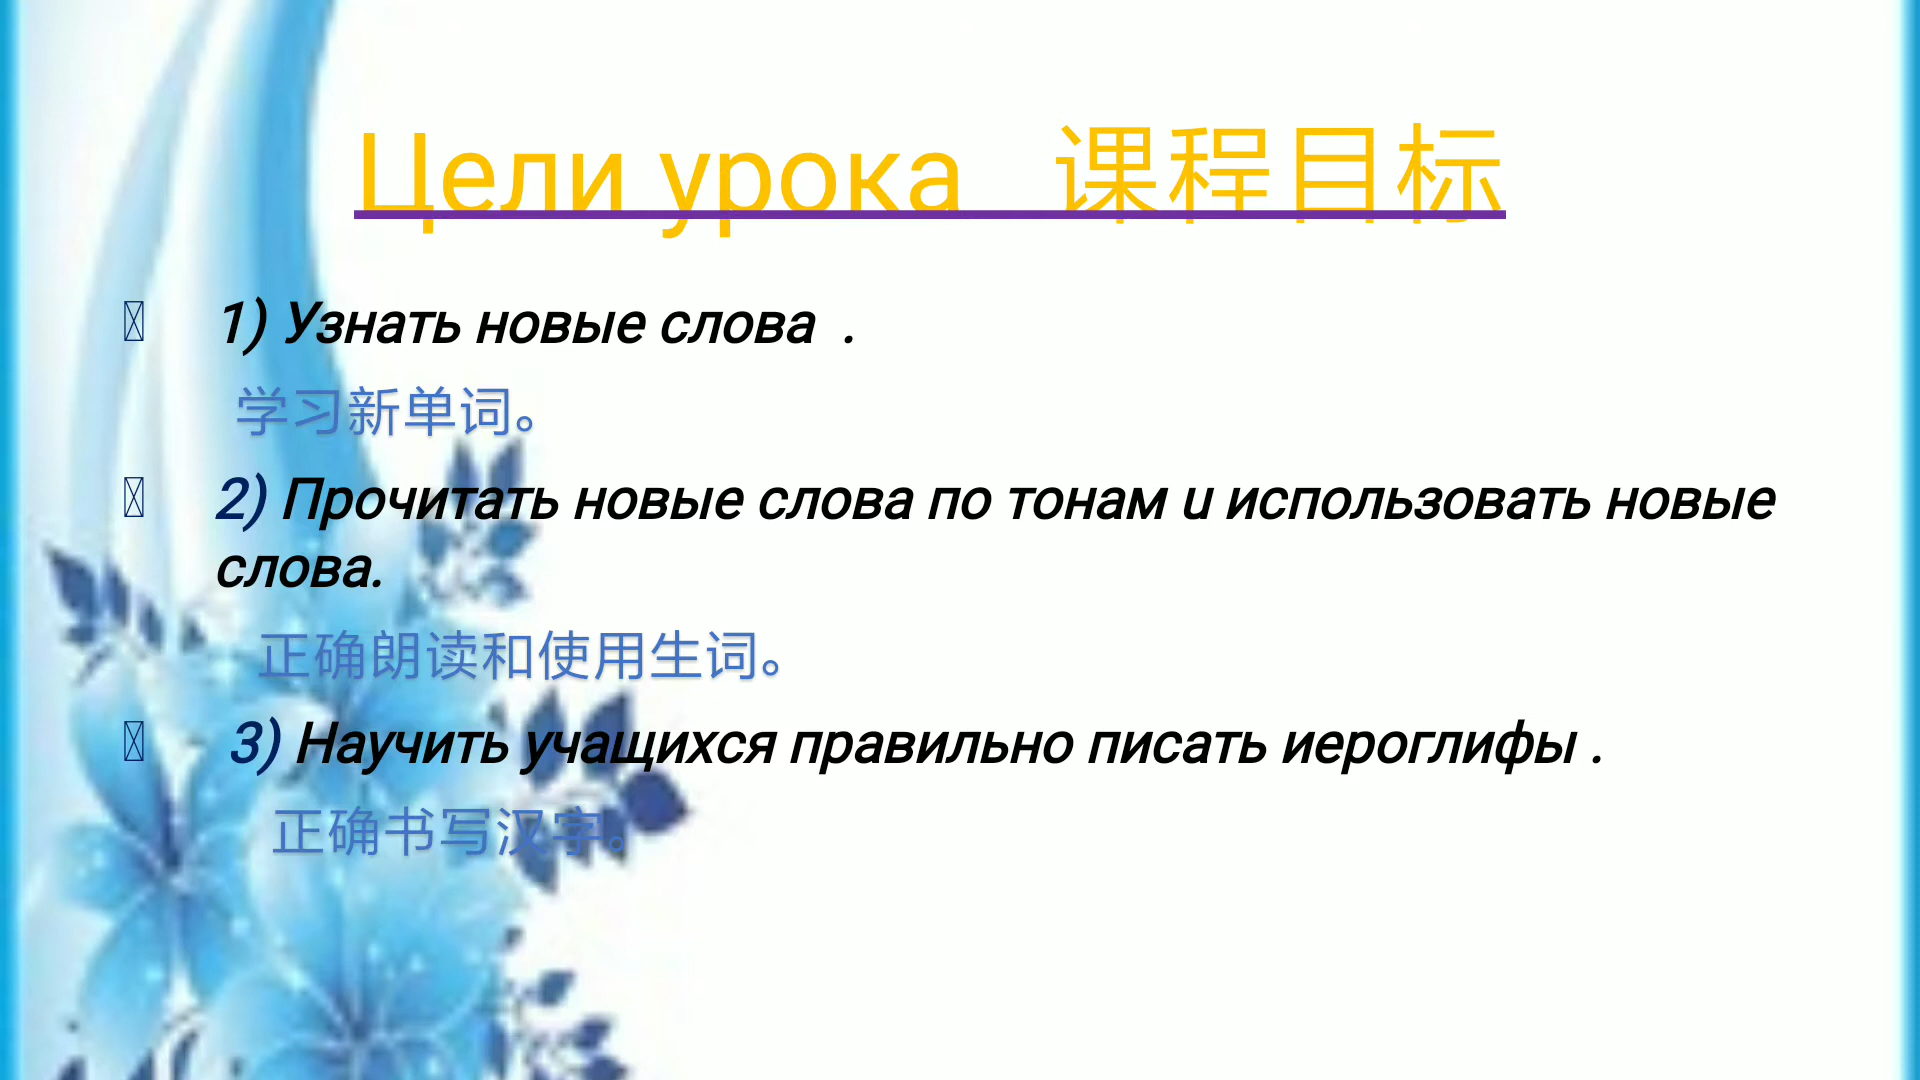 Цели урока 课程目标
1) Узнать новые слова .
学习新单词。
2) Прочитать новые слова по тонам и использовать новые
слова.
正确朗读和使用生词。
3) Научить учащихся правильно писать иероглифы .
正确书写汉字。